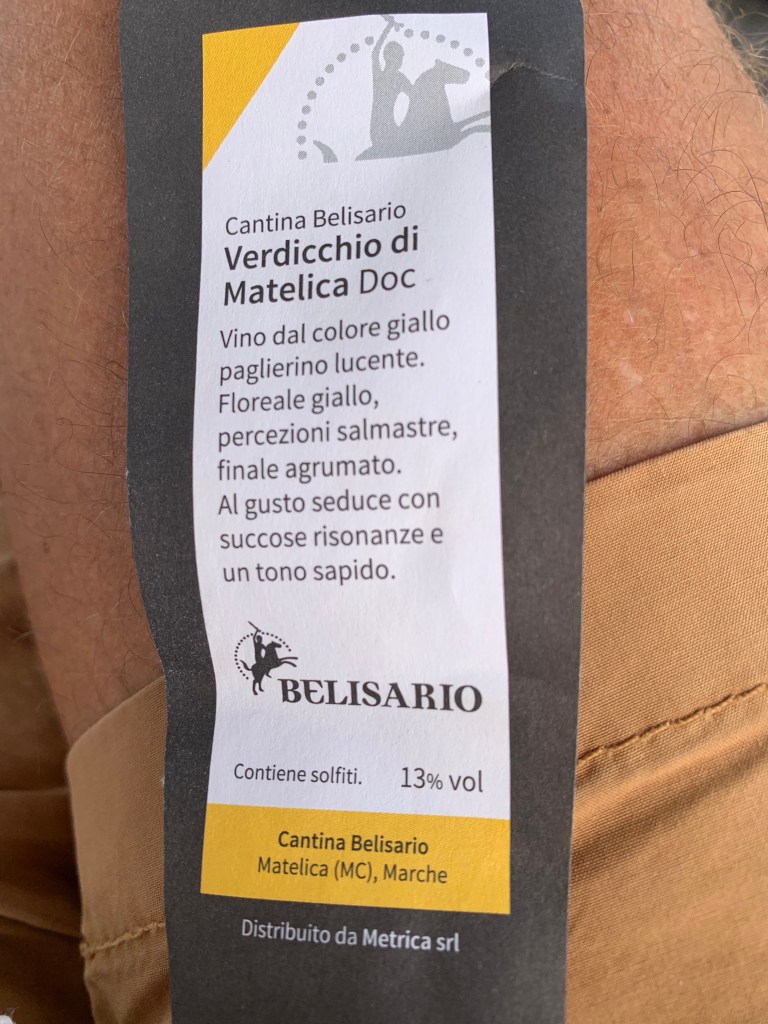 Cantina Belisario
Verdicchio di
Matelica Doc
Vino dal colore giallo
paglierino lucente.
Floreale giallo,
percezioni salmastre,
finale agrumato.
Al gusto seduce con
succose risonanze e
un tono sapido.
BELISARIO
Contiene solfiti. 13% vol
Cantina Belisario
Matelica (MC), Marche
Distribuito da Metrica srl